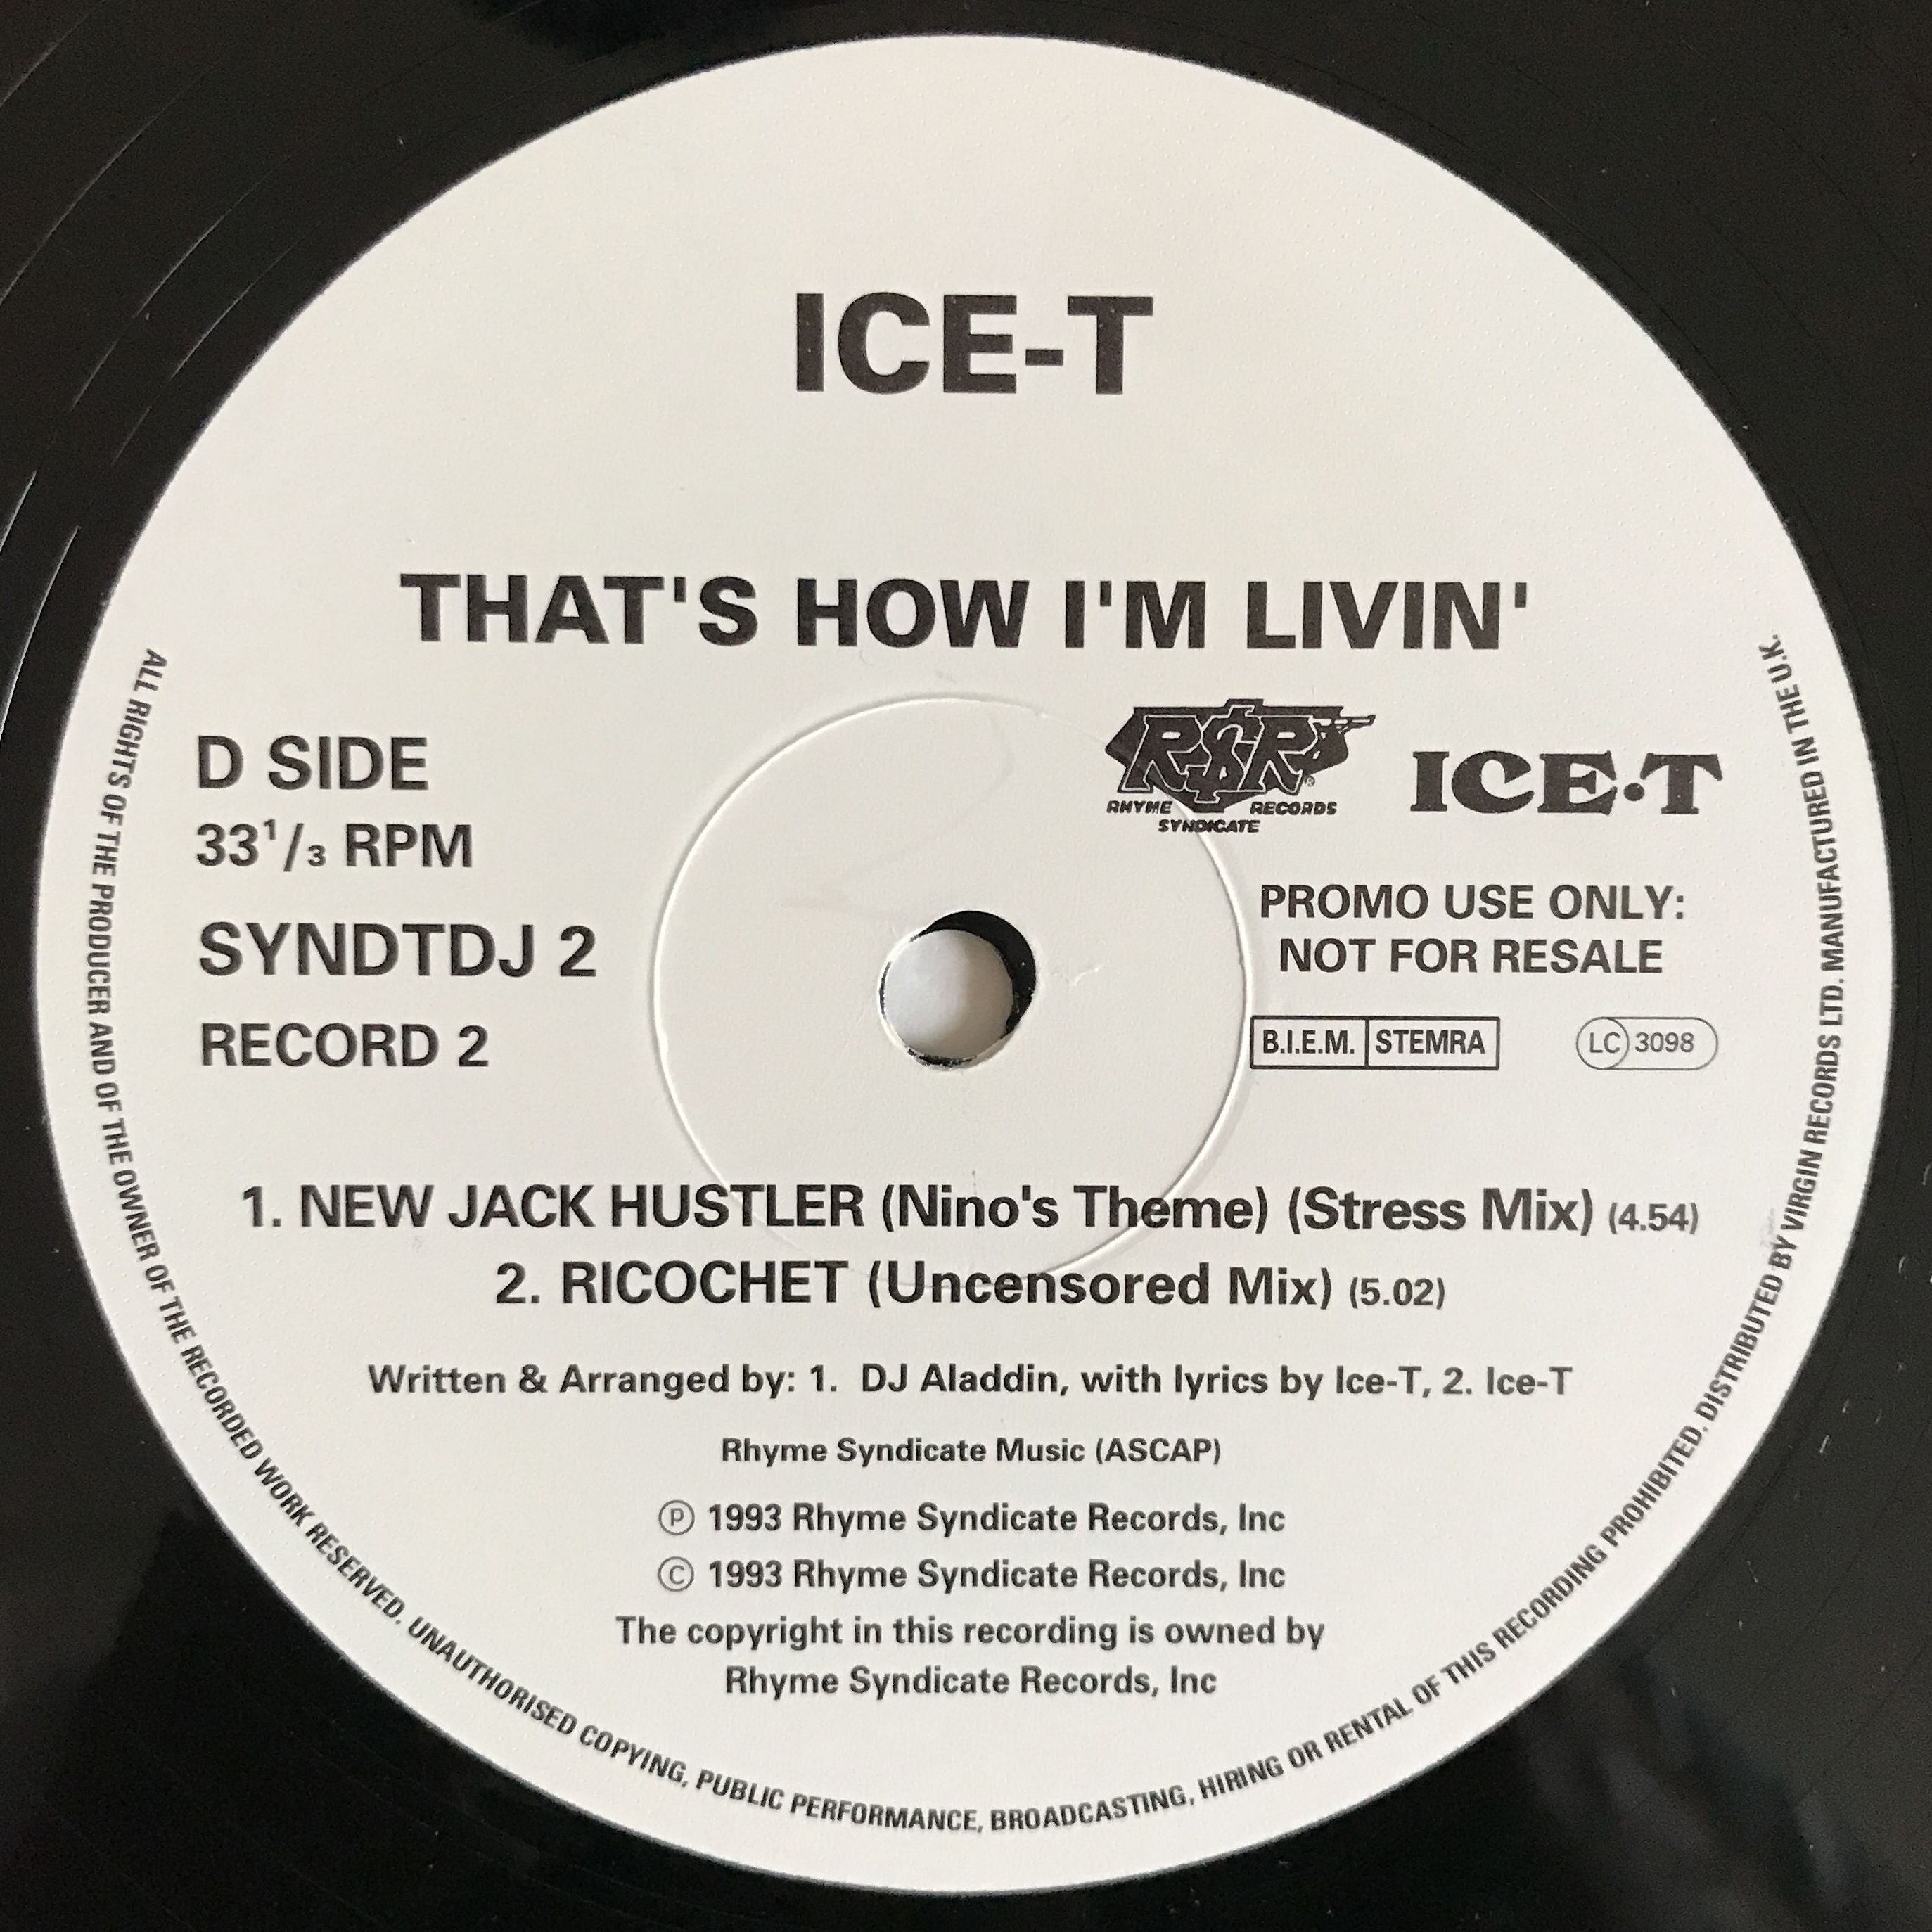 ICE-T
THAT'S HOW I'M LIVIN'
D SIDE
33 1/3 RPM
SYNDTDJ 2
RECORD 2
R$R
RHYME RECORDS
SYNDICATE
ICE·T
PROMO USE ONLY:
NOT FOR RESALE
B.I.E.M. STEMRA
LC 3098
1. NEW JACK HUSTLER (Nino's Theme) (Stress Mix) (4.54)
2. RICOCHET (Uncensored Mix) (5.02)
Written & Arranged by: 1. DJ Aladdin, with lyrics by Ice-T, 2. Ice-T
Rhyme Syndicate Music (ASCAP)
℗ 1993 Rhyme Syndicate Records, Inc
© 1993 Rhyme Syndicate Records, Inc
The copyright in this recording is owned by
Rhyme Syndicate Records, Inc
ALL RIGHTS OF THE PRODUCER AND OF THE OWNER OF THE RECORDED WORK RESERVED. UNAUTHORISED COPYING, PUBLIC PERFORMANCE, BROADCASTING, HIRING OR RENTAL OF THIS RECORDING PROHIBITED. DISTRIBUTED BY VIRGIN RECORDS LTD. MANUFACTURED IN THE U.K.